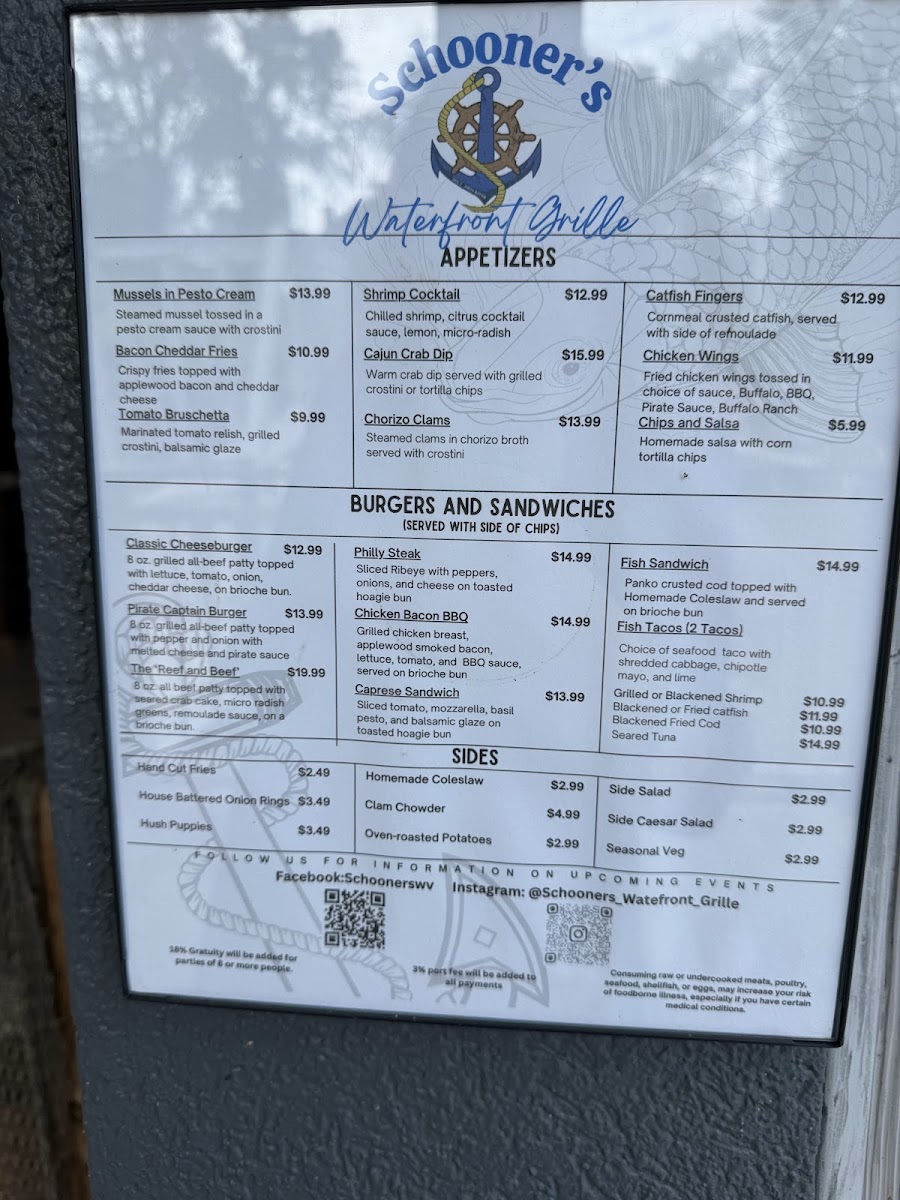 Schooner's
Waterfront Grille
APPETIZERS
Mussels in Pesto Cream $13.99
Steamed mussel tossed in a
pesto cream sauce with crostini
Bacon Cheddar Fries $10.99
Crispy fries topped with
applewood bacon and cheddar
cheese
Tomato Bruschetta $9.99
Marinated tomato relish, grilled
crostini, balsamic glaze
Shrimp Cocktail $12.99
Chilled shrimp, citrus cocktail
sauce, lemon, micro-radish
Cajun Crab Dip $15.99
Warm crab dip served with grilled
crostini or tortilla chips
Chorizo Clams $13.99
Steamed clams in chorizo broth
served with crostini
Catfish Fingers $12.99
Cornmeal crusted catfish, served
with side of refnoulade
Chicken Wings $11.99
Fried chicken wings tossed in
choice of sauce, Buffalo, BBQ,
Pirate Sauce, Buffalo Ranch
Chips and Salsa $5.99
Homemade salsa with corn
tortilla chips
BURGERS AND SANDWICHES
(SERVED WITH SIDE OF CHIPS)
Classic Cheeseburger $12.99
8 oz. grilled all-beef patty topped
with lettuce, tomato, onion,
cheddar cheese, on brioche bun.
Pirate Captain Burger $13.99
8 oz. grilled all-beef patty topped
with pepper and onion with
melted cheese and pirate sauce
The "Reef and Beef" $19.99
8 oz. all beef patty topped with
seared crab cake, micro radish
greens, remoulade sauce, on a
brioche bun.
Philly Steak $14.99
Sliced Ribeye with peppers,
onions, and cheese on toasted
hoagie bun
Chicken Bacon BBQ $14.99
Grilled chicken breast,
applewood smoked bacon,
lettuce, tomato, and BBQ sauce,
served on brioche bun
Caprese Sandwich $13.99
Sliced tomato, mozzarella, basil
pesto, and balsamic glaze on
toasted hoagie bun
Fish Sandwich $14.99
Panko crusted cod topped with
Homemade Coleslaw and served
on brioche bun
Fish Tacos (2 Tacos)
Choice of seafood taco with
shredded cabbage, chipotle
mayo, and lime
Grilled or Blackened Shrimp $10.99
Blackened or Fried catfish $11.99
Blackened Fried Cod $10.99
Seared Tuna $14.99
SIDES
Hand Cut Fries $2.49
House Battered Onion Rings $3.49
Hush Puppies $3.49
Homemade Coleslaw $2.99
Clam Chowder $4.99
Oven-roasted Potatoes $2.99
Side Salad $2.99
Side Caesar Salad $2.99
Seasonal Veg $2.99
FOLLOW US FOR INFORMATION ON UPCOMING EVENTS
Facebook:Schoonerswv Instagram: @Schooners_Watefront_Grille
18% Gratuity will be added for
parties of 6 or more people.
3% pors fee will be added to
all payments
Consuming raw or undercooked meats, poultry,
seafood, shellfish, or eggs, may increase your risk
of foodborne illness, especially if you have certain
medical conditions.